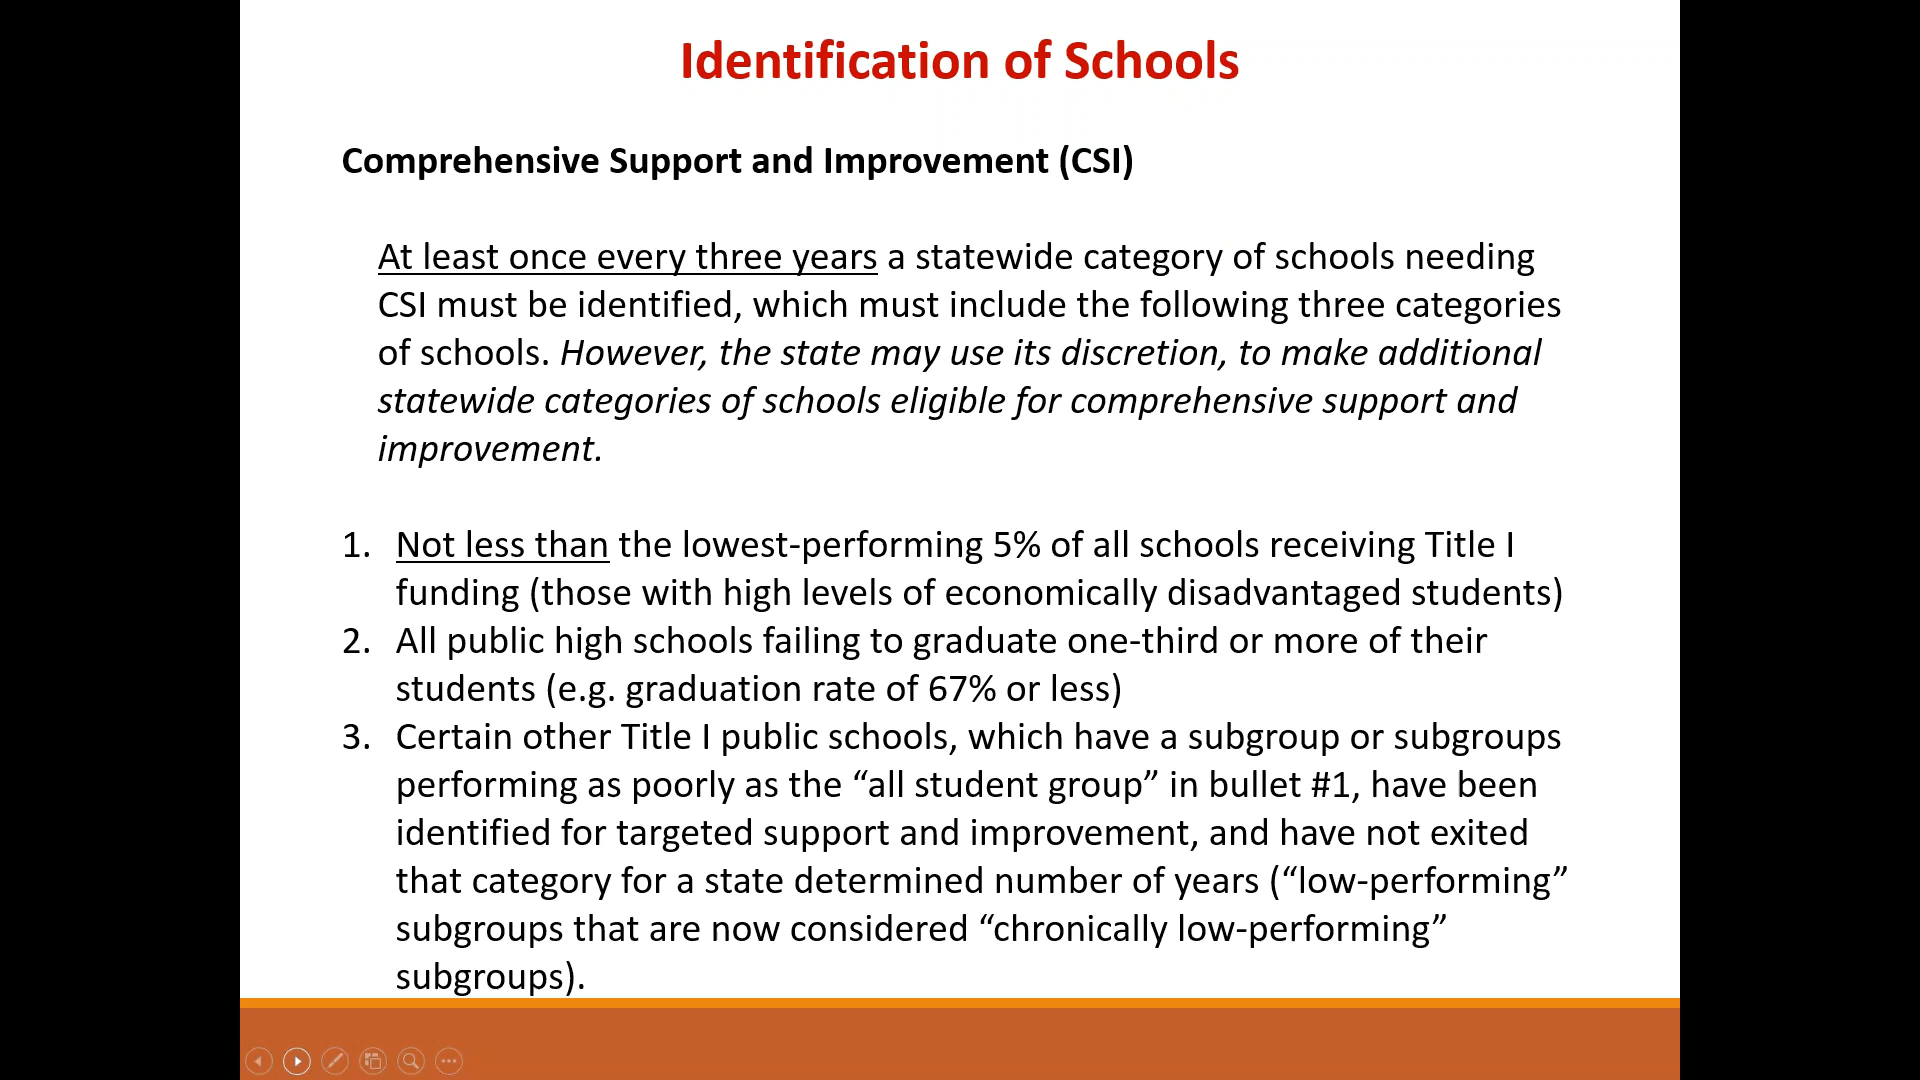 Identification of Schools
Comprehensive Support and Improvement (CSI)
At least once every three years a statewide category of schools needing
CSI must be identified, which must include the following three categories
of schools. However, the state may use its discretion, to make additional
statewide categories of schools eligible for comprehensive support and
improvement.
1. Not less than the lowest-performing 5% of all schools receiving Title I
funding (those with high levels of economically disadvantaged students)
2. All public high schools failing to graduate one-third or more of their
students (e.g. graduation rate of 67% or less)
3. Certain other Title I public schools, which have a subgroup or subgroups
performing as poorly as the “all student group” in bullet #1, have been
identified for targeted support and improvement, and have not exited
that category for a state determined number of years (“low-performing”
subgroups that are now considered “chronically low-performing”
subgroups).